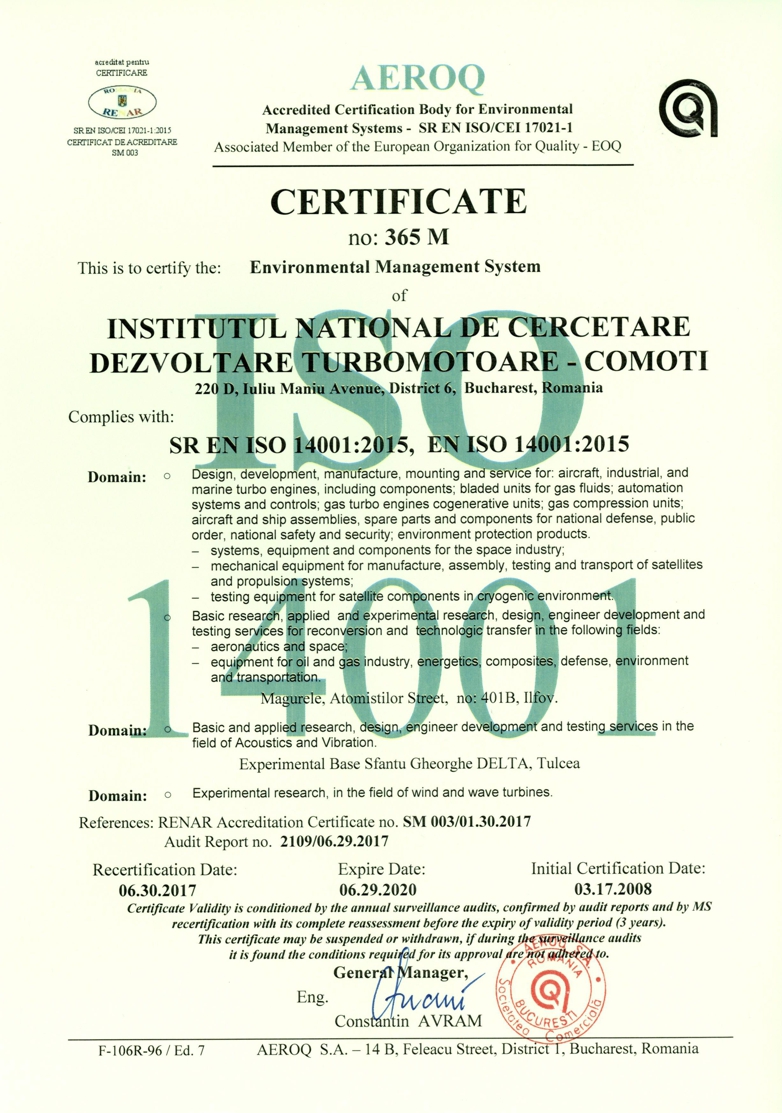 acreditat pentru
CERTIFICARE
ROMANIA
RENAR
SR EN ISO/CEI 17021-1:2015
CERTIFICAT DE ACREDITARE
SM 003
AEROQ
Accredited Certification Body for Environmental
Management Systems - SR EN ISO/CEI 17021-1
Associated Member of the European Organization for Quality - EOQ
CERTIFICATE
no: 365 M
This is to certify the: Environmental Management System
of
ISO
INSTITUTUL NATIONAL DE CERCETARE
DEZVOLTARE TURBOMOTOARE - COMOTI
220 D, Iuliu Maniu Avenue, District 6, Bucharest, Romania
Complies with:
SR EN ISO 14001:2015, EN ISO 14001:2015
Domain: ○ Design, development, manufacture, mounting and service for: aircraft, industrial, and
marine turbo engines, including components; bladed units for gas fluids; automation
systems and controls; gas turbo engines cogenerative units; gas compression units;
aircraft and ship assemblies, spare parts and components for national defense, public
order, national safety and security; environment protection products.
– systems, equipment and components for the space industry;
– mechanical equipment for manufacture, assembly, testing and transport of satellites
and propulsion systems;
– testing equipment for satellite components in cryogenic environment.
14001
○ Basic research, applied and experimental research, design, engineer development and
testing services for reconversion and technologic transfer in the following fields:
– aeronautics and space;
– equipment for oil and gas industry, energetics, composites, defense, environment
and transportation.
Magurele, Atomistilor Street, no: 401B, Ilfov.
Domain: ○ Basic and applied research, design, engineer development and testing services in the
field of Acoustics and Vibration.
Experimental Base Sfantu Gheorghe DELTA, Tulcea
Domain: ○ Experimental research, in the field of wind and wave turbines.
References: RENAR Accreditation Certificate no. SM 003/01.30.2017
Audit Report no. 2109/06.29.2017
Recertification Date: Expire Date: Initial Certification Date:
06.30.2017 06.29.2020 03.17.2008
Certificate Validity is conditioned by the annual surveillance audits, confirmed by audit reports and by MS
recertification with its complete reassessment before the expiry of validity period (3 years).
This certificate may be suspended or withdrawn, if during the surveillance audits
it is found the conditions required for its approval are not adhered to.
General Manager,
Eng.
Constantin AVRAM
AEROQ S.A.
ROMANIA
BUCURESTI
Societatea Comercială
F-106R-96 / Ed. 7 AEROQ S.A. – 14 B, Feleacu Street, District 1, Bucharest, Romania